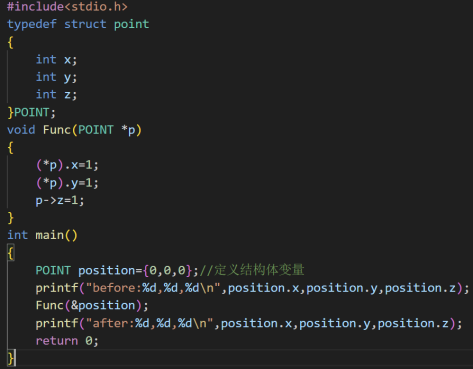 #include<stdio.h>
typedef struct point
{
    int x;
    int y;
    int z;
}POINT;
void Func(POINT *p)
{
    (*p).x=1;
    (*p).y=1;
    p->z=1;
}
int main()
{
    POINT position={0,0,0};//定义结构体变量
    printf("before:%d,%d,%d\n",position.x,position.y,position.z);
    Func(&position);
    printf("after:%d,%d,%d\n",position.x,position.y,position.z);
    return 0;
}